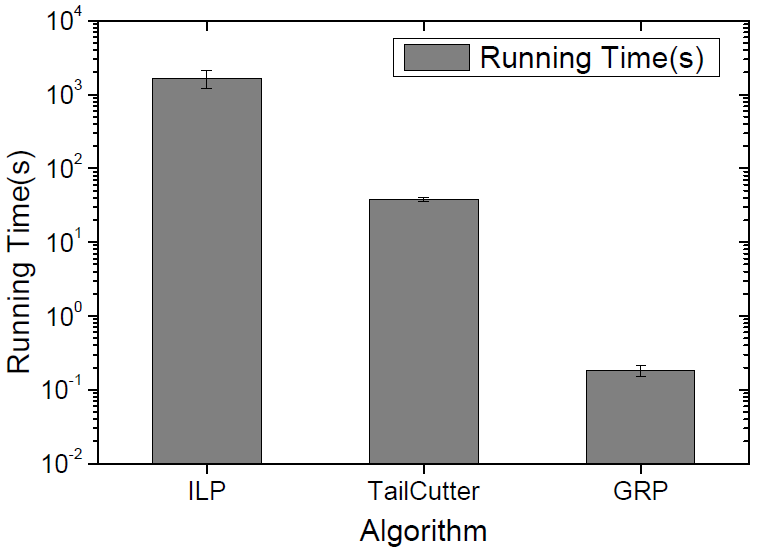 Running Time(s)
10^4
10^3
10^2
10^1
10^0
10^-1
10^-2
Running Time(s)
ILP TailCutter GRP
Algorithm